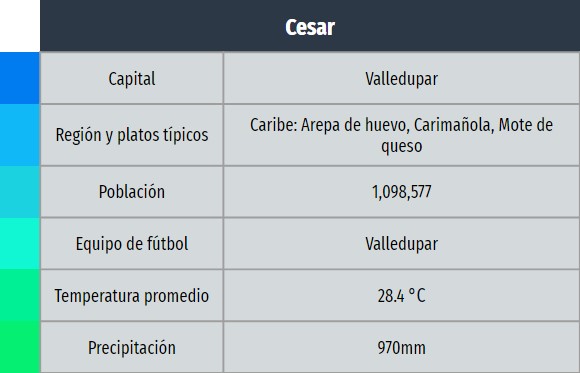 Cesar
Capital
Valledupar
Región y platos típicos
Caribe: Arepa de huevo, Carimañola, Mote de
queso
Población
1,098,577
Equipo de fútbol
Valledupar
Temperatura promedio
28.4 °C
Precipitación
970mm